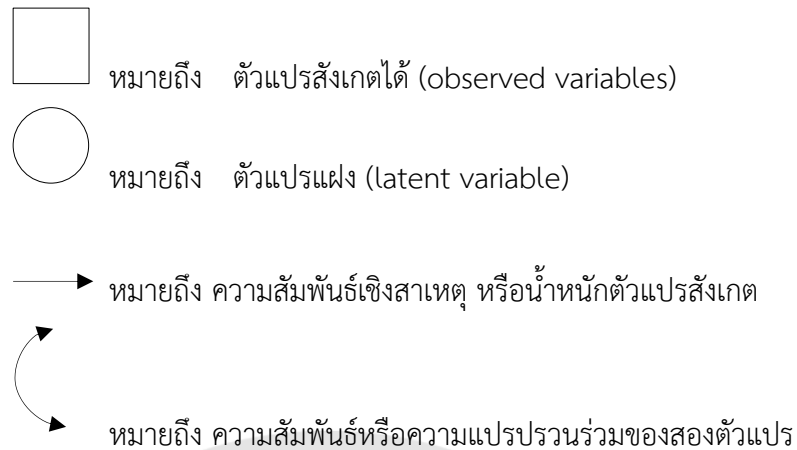 หมายถึง ตัวแปรสังเกตได้ (observed variables)
หมายถึง ตัวแปรแฝง (latent variable)
หมายถึง ความสัมพันธ์เชิงสาเหตุ หรือน้ำหนักตัวแปรสังเกต
หมายถึง ความสัมพันธ์หรือความแปรปรวนร่วมของสองตัวแปร